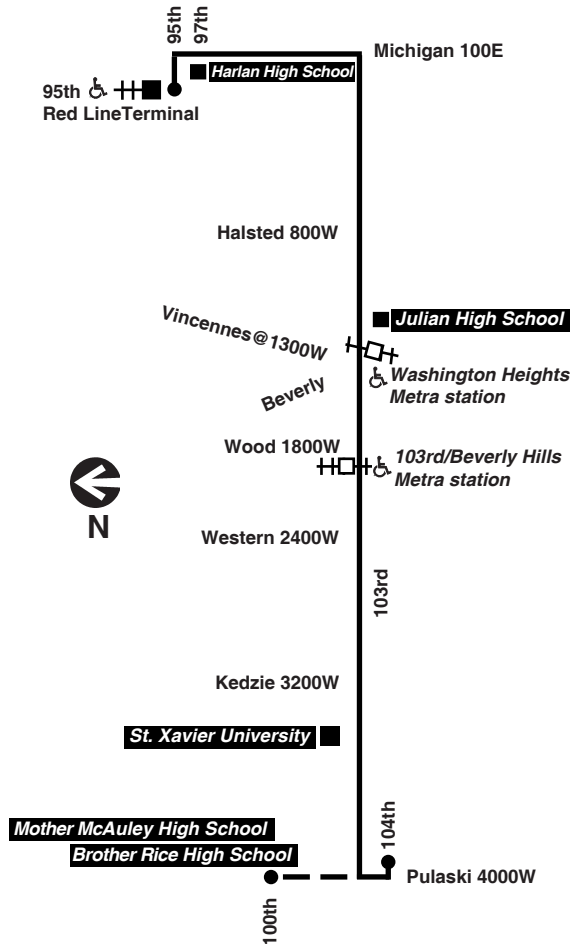 95th
97th
Michigan 100E
Harlan High School
95th
Red LineTerminal
Halsted 800W
Vincennes@1300W
Julian High School
Washington Heights
Metra station
Beverly
Wood 1800W
103rd/Beverly Hills
Metra station
N
Western 2400W
103rd
Kedzie 3200W
St. Xavier University
Mother McAuley High School
104th
Brother Rice High School
Pulaski 4000W
100th